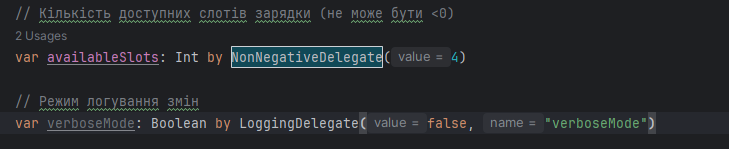 // Кількість доступних слотів зарядки (не може бути <0)
2 Usages
var availableSlots: Int by NonNegativeDelegate( value = 4)
// Режим логування змін
var verboseMode: Boolean by LoggingDelegate( value = false, name = "verboseMode")